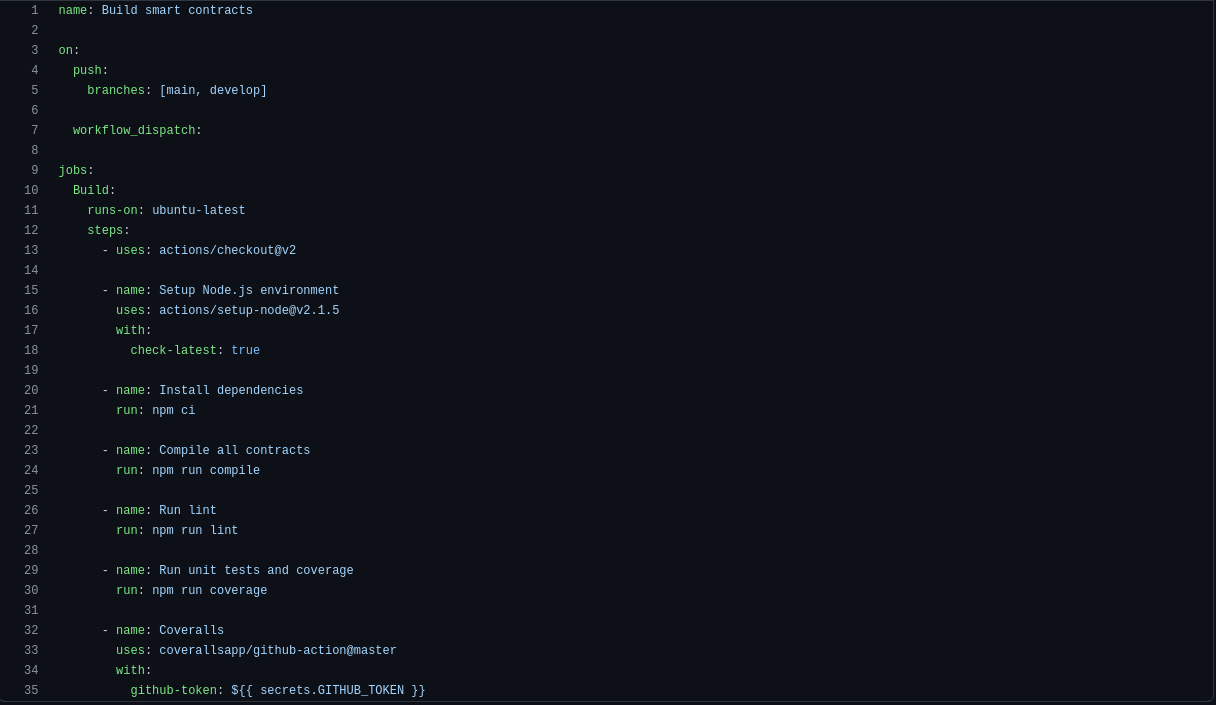 1 name: Build smart contracts
2
3 on:
4   push:
5     branches: [main, develop]
6
7   workflow_dispatch:
8
9 jobs:
10   Build:
11     runs-on: ubuntu-latest
12     steps:
13       - uses: actions/checkout@v2
14
15       - name: Setup Node.js environment
16         uses: actions/setup-node@v2.1.5
17         with:
18           check-latest: true
19
20       - name: Install dependencies
21         run: npm ci
22
23       - name: Compile all contracts
24         run: npm run compile
25
26       - name: Run lint
27         run: npm run lint
28
29       - name: Run unit tests and coverage
30         run: npm run coverage
31
32       - name: Coveralls
33         uses: coverallsapp/github-action@master
34         with:
35           github-token: ${{ secrets.GITHUB_TOKEN }}